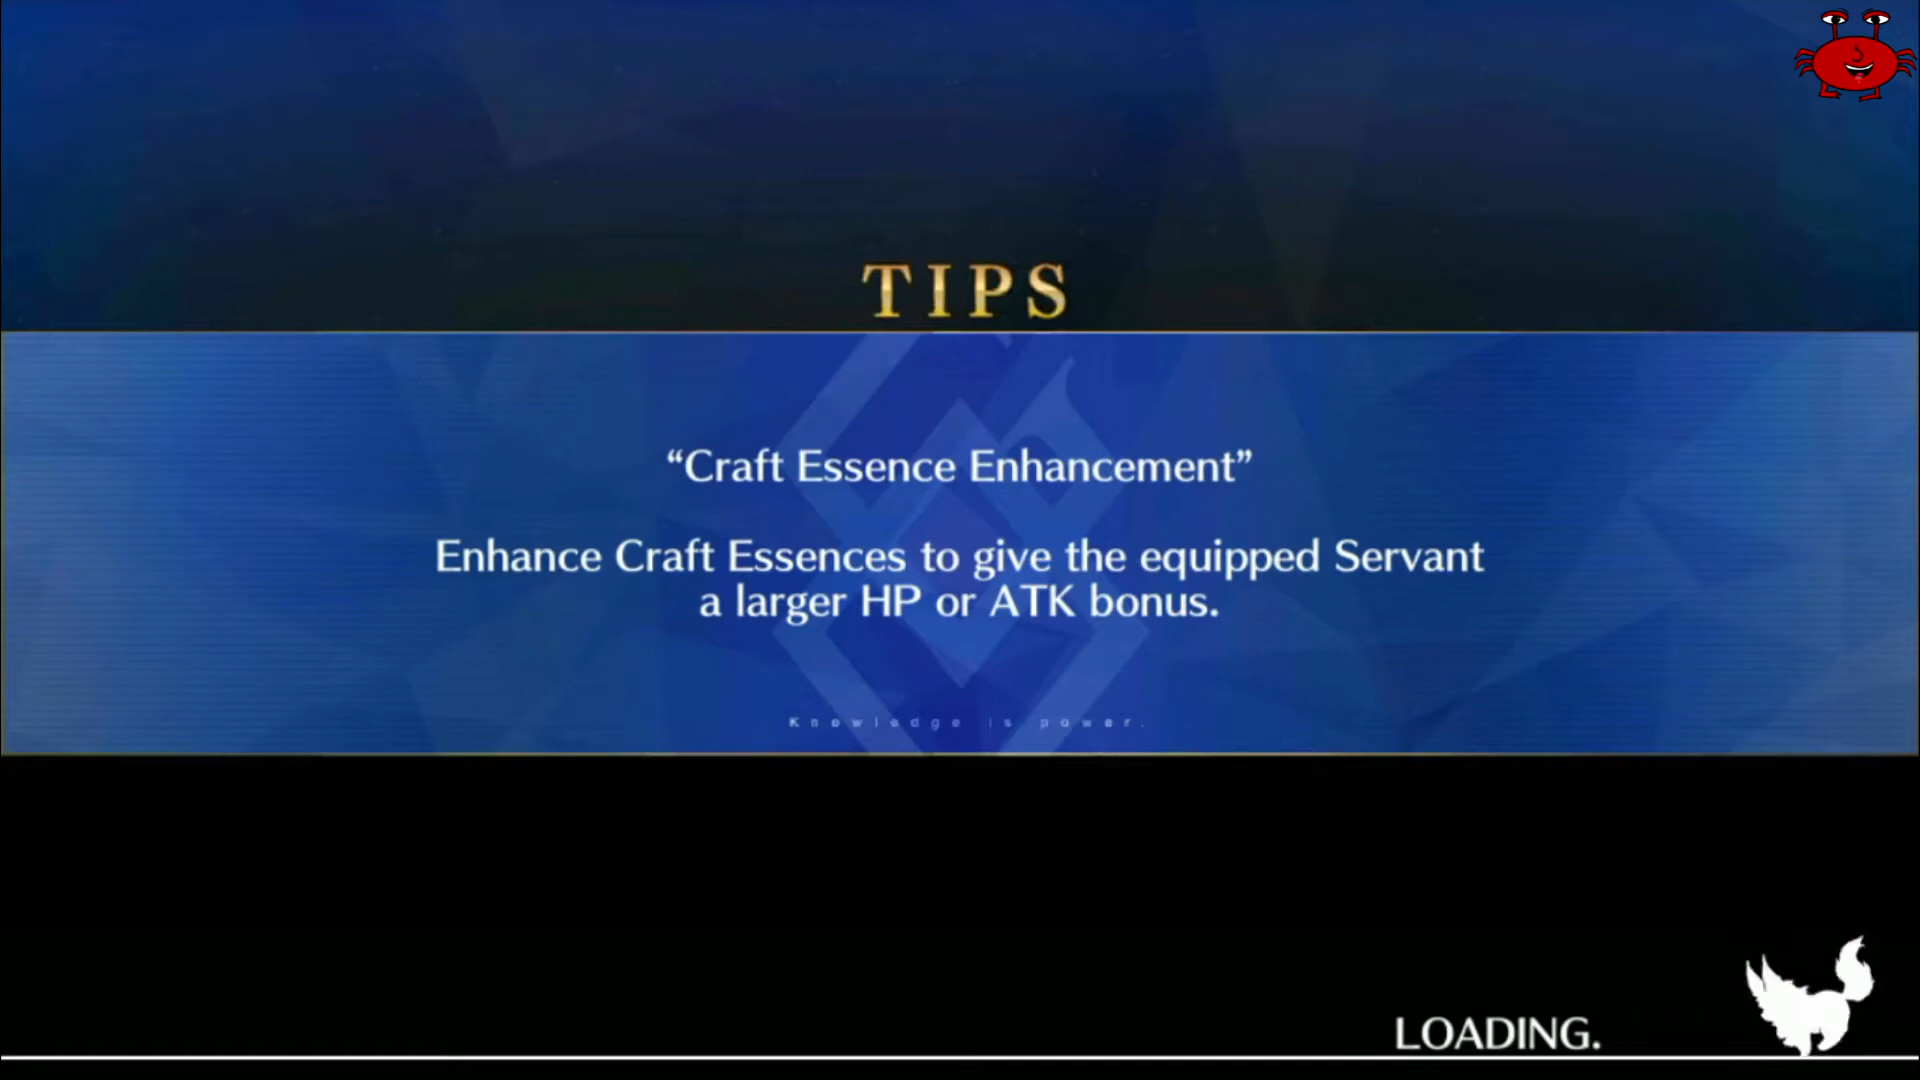 TIPS
“Craft Essence Enhancement”
Enhance Craft Essences to give the equipped Servant
a larger HP or ATK bonus.
Knowledge is power.
LOADING.